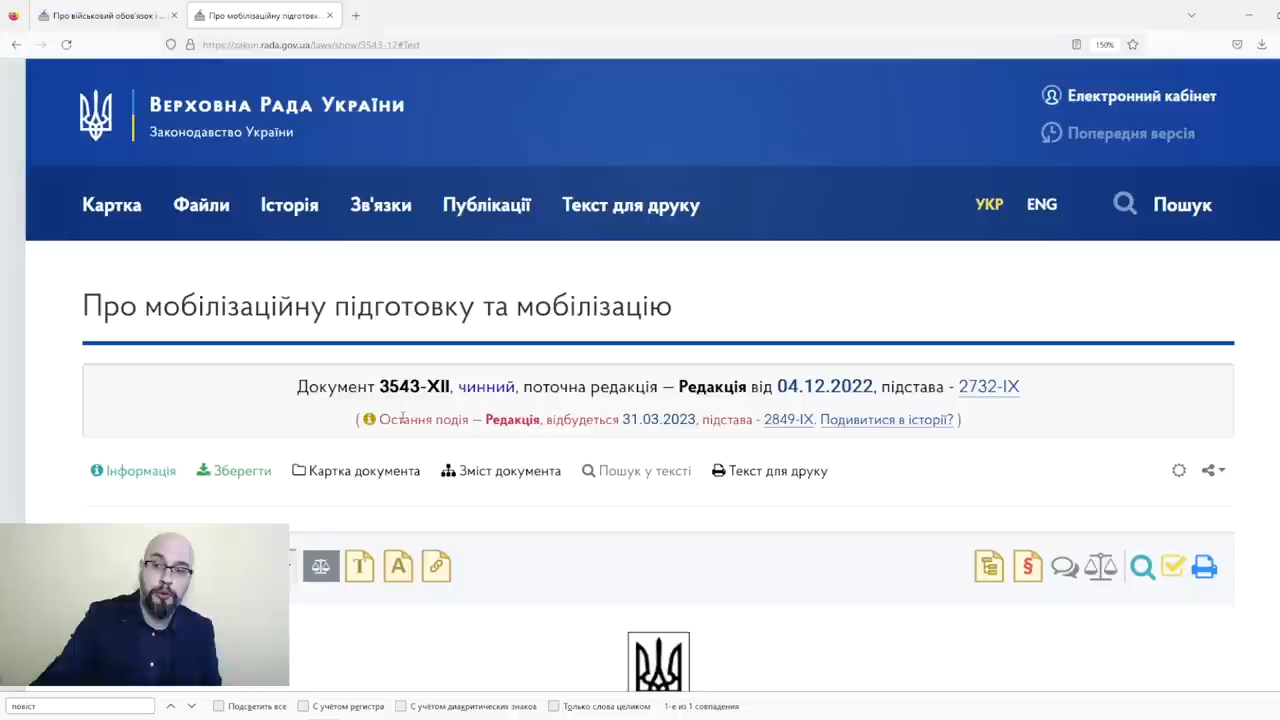 Про військовий обов'язок і ...
Про мобілізаційну підготовк...
https://zakon.rada.gov.ua/laws/show/3543-12#Text
150%
Верховна Рада України
Законодавство України
Електронний кабінет
Попередня версія
Картка Файли Історія Зв'язки Публікації Текст для друку УКР ENG Пошук
Про мобілізаційну підготовку та мобілізацію
Документ 3543-XII, чинний, поточна редакція — Редакція від 04.12.2022, підстава - 2732-IX
( Остання подія — Редакція, відбудеться 31.03.2023, підстава - 2849-IX. Подивитися в історії? )
Інформація Зберегти Картка документа Зміст документа Пошук у тексті Текст для друку
T A §
повіст Подсветить все С учётом регистра С учётом диакритических знаков Только слова целиком 1-е из 1 совпадения